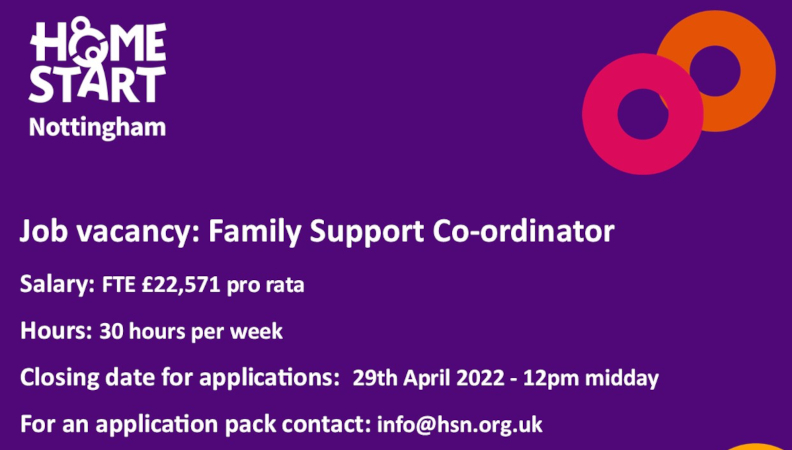 HOME
START
Nottingham
Job vacancy: Family Support Co-ordinator
Salary: FTE £22,571 pro rata
Hours: 30 hours per week
Closing date for applications: 29th April 2022 - 12pm midday
For an application pack contact: info@hsn.org.uk